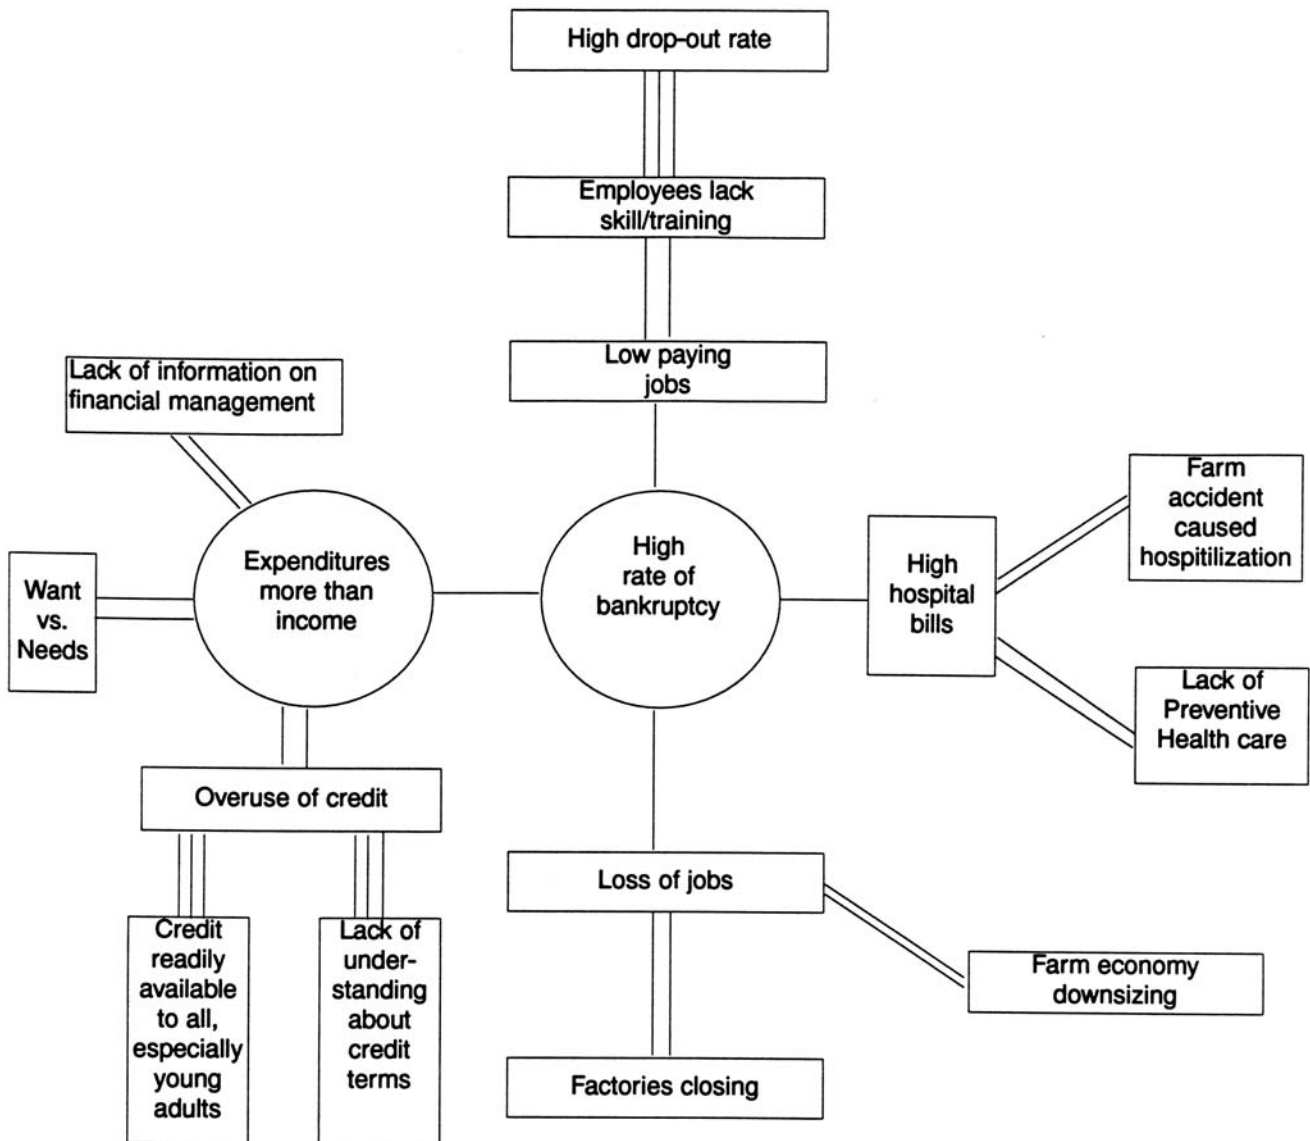 High drop-out rate
Employees lack
skill/training
Low paying
jobs
Lack of information on
financial management
Want
vs.
Needs
Expenditures
more than
income
High
rate of
bankruptcy
High
hospital
bills
Farm
accident
caused
hospitilization
Lack of
Preventive
Health care
Overuse of credit
Credit
readily
available
to all,
especially
young
adults
Lack of
under-
standing
about
credit
terms
Loss of jobs
Farm economy
downsizing
Factories closing